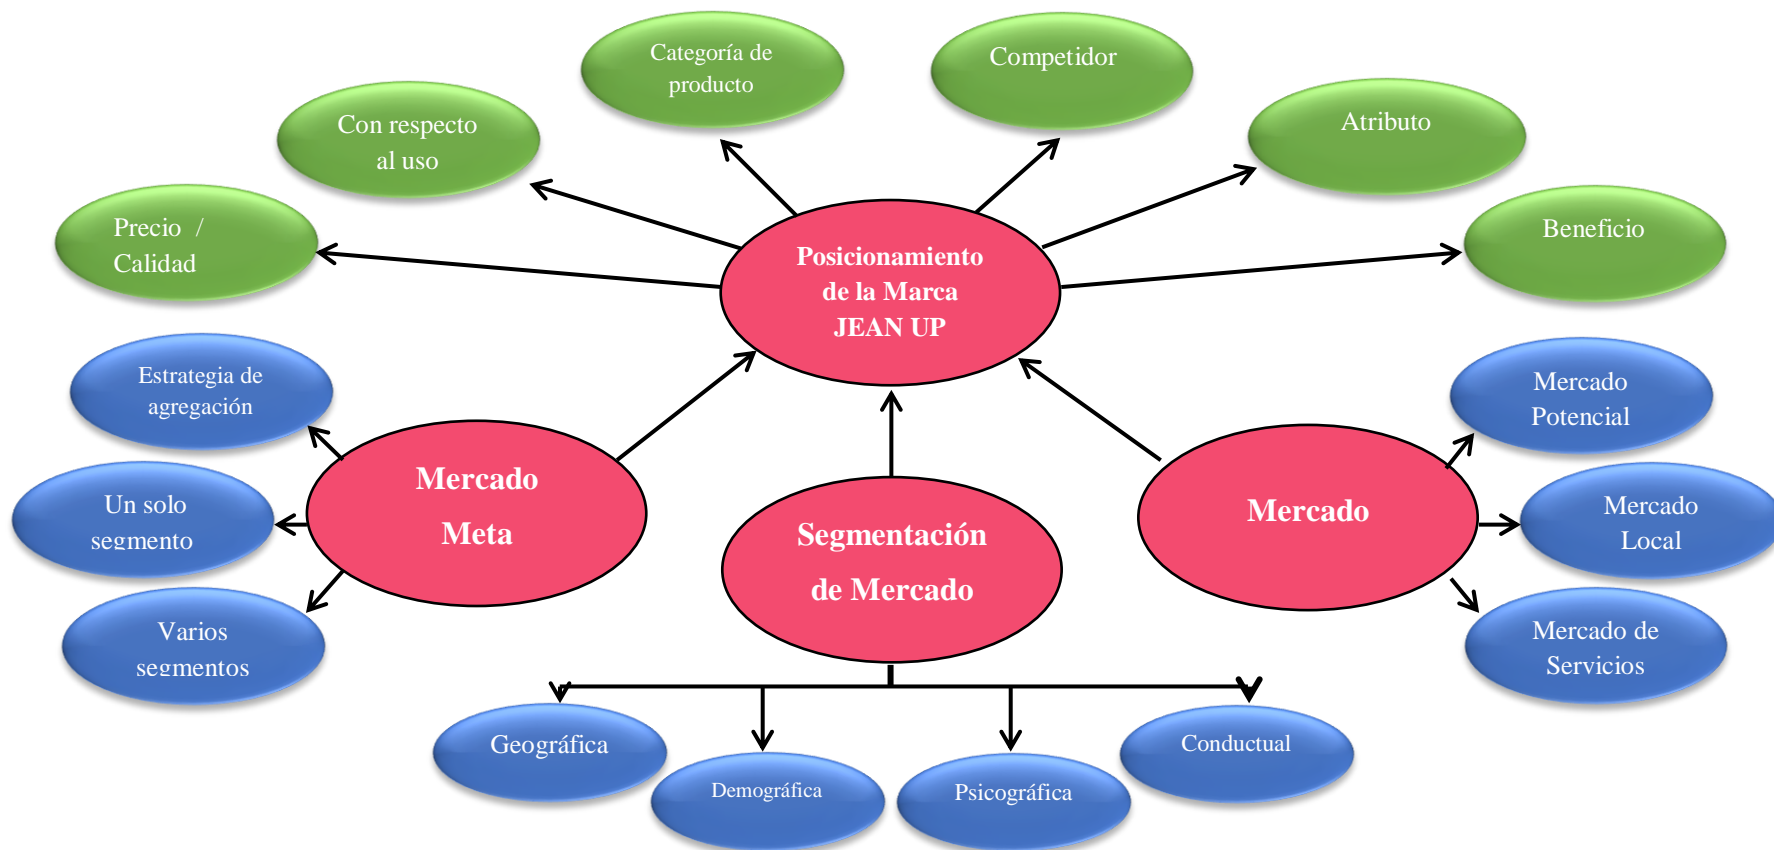 Categoría de
producto
Competidor
Con respecto
al uso
Atributo
Precio /
Calidad
Beneficio
Posicionamiento
de la Marca
JEAN UP
Estrategia de
agregación
Mercado
Potencial
Mercado
Meta
Un solo
segmento
Segmentación
de Mercado
Mercado
Mercado
Local
Varios
segmentos
Mercado de
Servicios
Geográfica
Demográfica
Psicográfica
Conductual